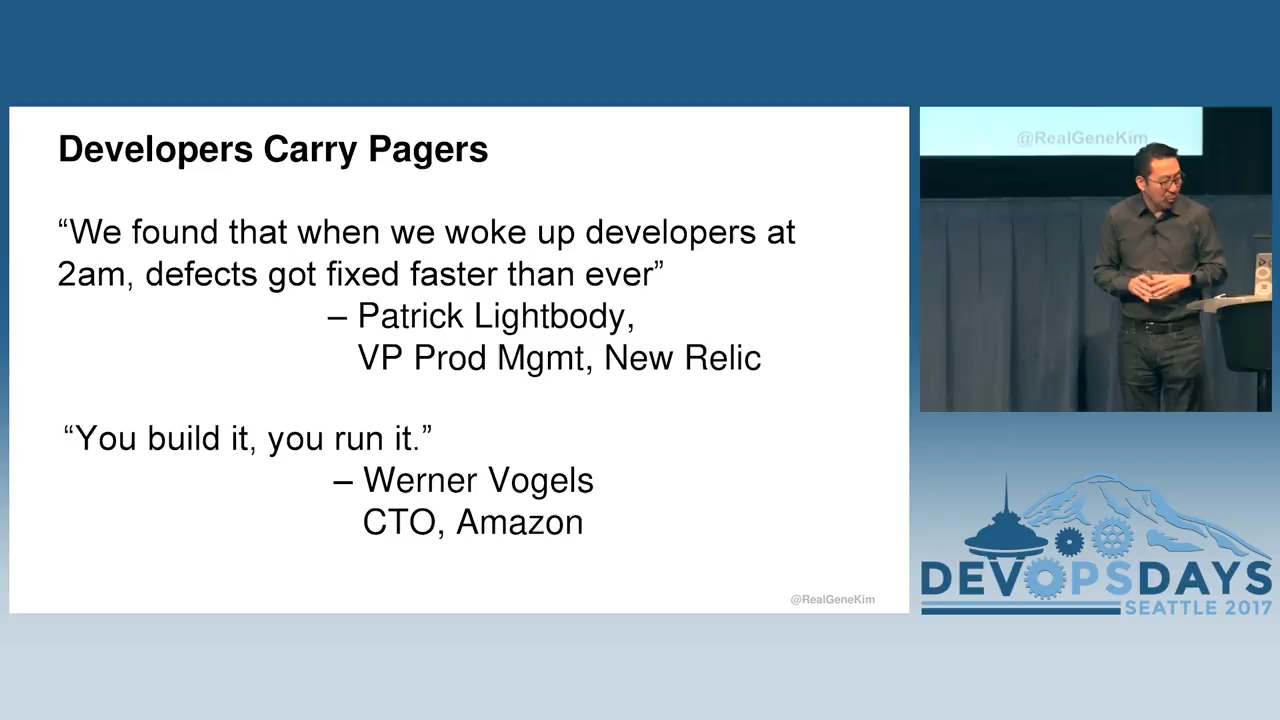 Developers Carry Pagers
“We found that when we woke up developers at
2am, defects got fixed faster than ever”
– Patrick Lightbody,
VP Prod Mgmt, New Relic
“You build it, you run it.”
– Werner Vogels
CTO, Amazon
@RealGeneKim
@RealGeneKim
DEVOPSDAYS
SEATTLE 2017